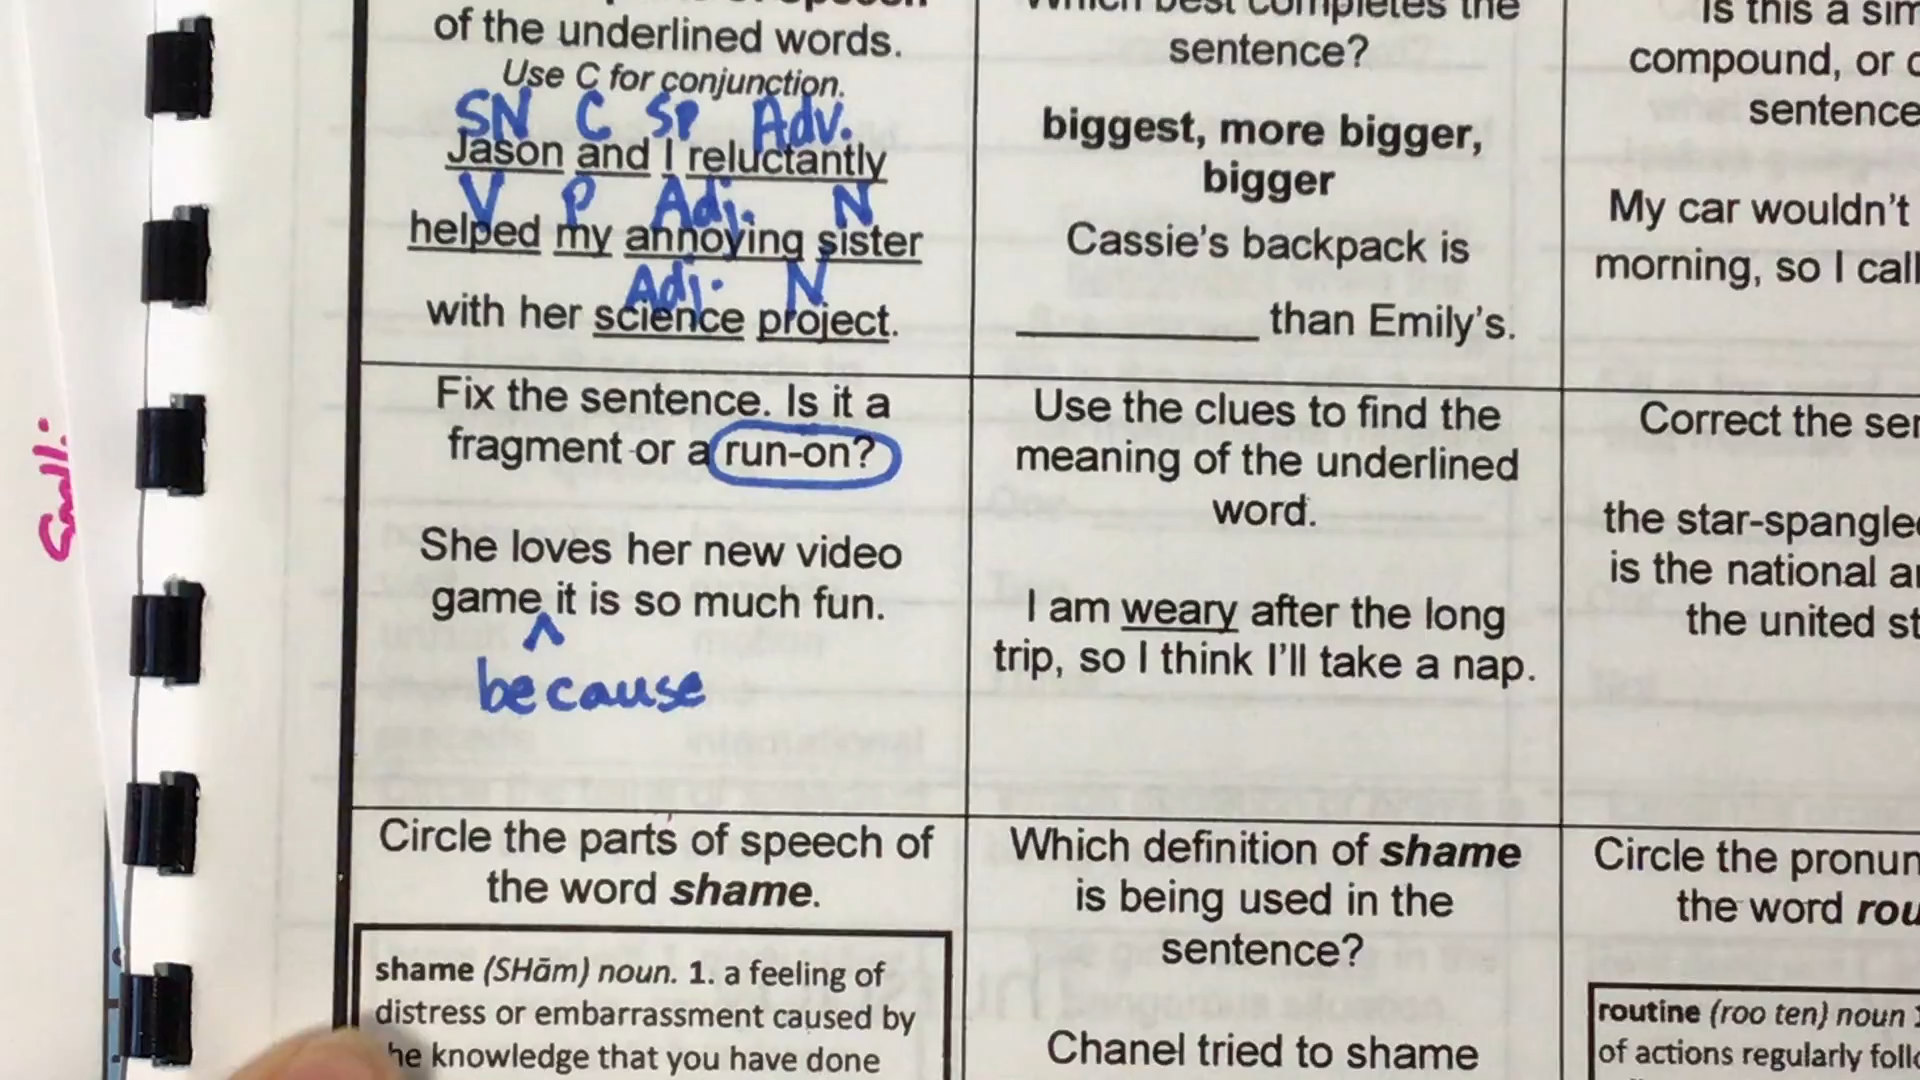 of the underlined words.
Use C for conjunction.
SN C SP Adv.
Jason and I reluctantly
V P Adj. N
helped my annoying sister
Adj. N
with her science project.
Which best completes the
sentence?
biggest, more bigger,
bigger
Cassie's backpack is
__________ than Emily's.
Is this a sim
compound, or c
sentence
My car wouldn't
morning, so I call
Fix the sentence. Is it a
fragment or a run-on?
She loves her new video
game it is so much fun.
^
because
Use the clues to find the
meaning of the underlined
word.
I am weary after the long
trip, so I think I'll take a nap.
Correct the sen
the star-spangled
is the national an
the united st
Circle the parts of speech of
the word shame.
shame (SHām) noun. 1. a feeling of
distress or embarrassment caused by
he knowledge that you have done
Which definition of shame
is being used in the
sentence?
Chanel tried to shame
Circle the pronun
the word rou
routine (roo ten) noun
of actions regularly foll